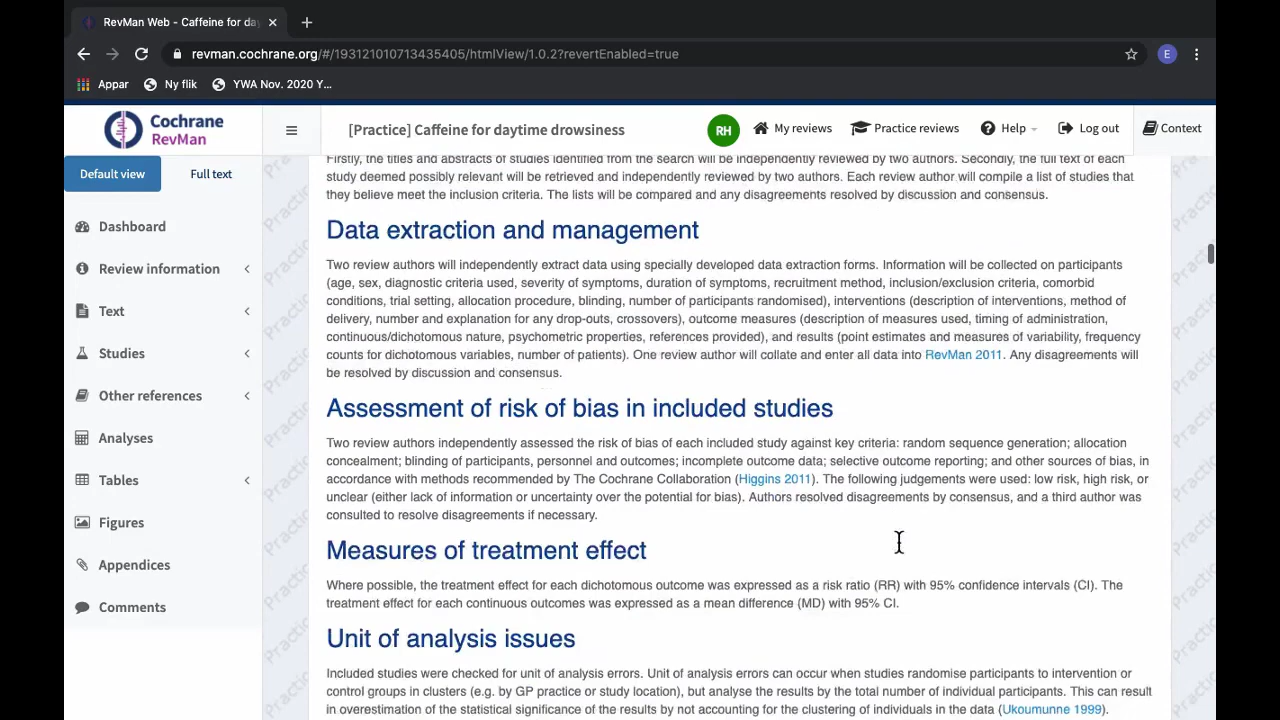 RevMan Web - Caffeine for da
revman.cochrane.org/#/193121010713435405/htmlView/1.0.2?revertEnabled=true
E
Appar
Ny flik
YWA Nov. 2020 Y...
Cochrane
RevMan
[Practice] Caffeine for daytime drowsiness
RH
My reviews
Practice reviews
Help
Log out
Context
Default view
Full text
Dashboard
Review information
Text
Studies
Other references
Analyses
Tables
Figures
Appendices
Comments
Firstly, the titles and abstracts of studies identified from the search will be independently reviewed by two authors. Secondly, the full text of each
study deemed possibly relevant will be retrieved and independently reviewed by two authors. Each review author will compile a list of studies that
they believe meet the inclusion criteria. The lists will be compared and any disagreements resolved by discussion and consensus.
Data extraction and management
Two review authors will independently extract data using specially developed data extraction forms. Information will be collected on participants
(age, sex, diagnostic criteria used, severity of symptoms, duration of symptoms, recruitment method, inclusion/exclusion criteria, comorbid
conditions, trial setting, allocation procedure, blinding, number of participants randomised), interventions (description of interventions, method of
delivery, number and explanation for any drop-outs, crossovers), outcome measures (description of measures used, timing of administration,
continuous/dichotomous nature, psychometric properties, references provided), and results (point estimates and measures of variability, frequency
counts for dichotomous variables, number of patients). One review author will collate and enter all data into RevMan 2011. Any disagreements will
be resolved by discussion and consensus.
Assessment of risk of bias in included studies
Two review authors independently assessed the risk of bias of each included study against key criteria: random sequence generation; allocation
concealment; blinding of participants, personnel and outcomes; incomplete outcome data; selective outcome reporting; and other sources of bias, in
accordance with methods recommended by The Cochrane Collaboration (Higgins 2011). The following judgements were used: low risk, high risk, or
unclear (either lack of information or uncertainty over the potential for bias). Authors resolved disagreements by consensus, and a third author was
consulted to resolve disagreements if necessary.
Measures of treatment effect
Where possible, the treatment effect for each dichotomous outcome was expressed as a risk ratio (RR) with 95% confidence intervals (CI). The
treatment effect for each continuous outcomes was expressed as a mean difference (MD) with 95% CI.
Unit of analysis issues
Included studies were checked for unit of analysis errors. Unit of analysis errors can occur when studies randomise participants to intervention or
control groups in clusters (e.g. by GP practice or study location), but analyse the results by the total number of individual participants. This can result
in overestimation of the statistical significance of the results by not accounting for the clustering of individuals in the data (Ukoumunne 1999).